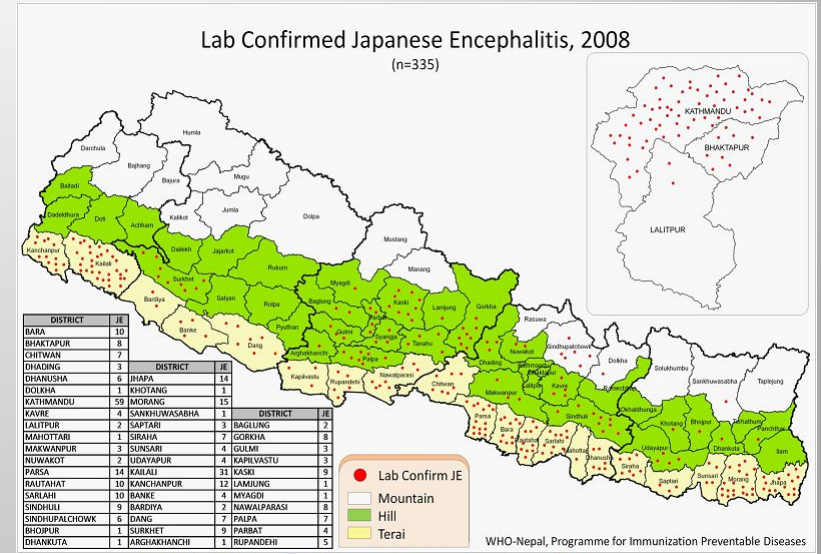 Lab Confirmed Japanese Encephalitis, 2008
(n=335)
Humla
Darchula
Bajhang
Bajura
Mugu
Baitadi
Jumla
Kalikot
Dolpa
Dadeldhura
Doti
Achham
Mustang
Manang
Kanchanpur
Kailali
Dailekh
Jajarkot
Surkhet
Rukum
Salyan
Rolpa
Bardiya
Banke
Dang
Pyuthan
Myagdi
Baglung
Kaski
Lamjung
Gorkha
Gulmi
Syangja
Tanahu
Arghakhanchi
Palpa
Kapilvastu
Rupandehi
Nawalparasi
Chitwan
Rasuwa
Nuwakot
Sindhupalchowk
Dolkha
Dhading
Kavre
Makwanpur
Sindhuli
Parsa
Bara
Sarlahi
Solukhumbu
Sankhuwasabha
Taplejung
Okhaldhunga
Khotang
Bhojpur
Dhankuta
Udayapur
Ilam
Siraha
Saptari
Sunsari
Morang
Jhapa
KATHMANDU
BHAKTAPUR
LALITPUR
DISTRICT JE
BARA 10
BHAKTAPUR 8
CHITWAN 7
DHADING 3
DHANUSHA 6
DOLKHA 1
KATHMANDU 59
KAVRE 4
LALITPUR 2
MAHOTTARI 1
MAKWANPUR 3
NUWAKOT 2
PARSA 14
RAUTAHAT 10
SARLAHI 10
SINDHULI 9
SINDHUPALCHOWK 6
BHOJPUR 1
DHANKUTA 1
DISTRICT JE
JHAPA 14
KHOTANG 1
MORANG 15
SANKHUWASABHA 1
SAPTARI 3
SIRAHA 7
SUNSARI 4
UDAYAPUR 4
KAILALI 31
KANCHANPUR 12
BANKE 4
BARDIYA 2
DANG 7
SURKHET 9
ARGHAKHANCHI 1
DISTRICT JE
BAGLUNG 2
GORKHA 8
GULMI 3
KAPILVASTU 3
KASKI 9
LAMJUNG 1
MYAGDI 1
NAWALPARASI 8
PALPA 7
PARBAT 4
RUPANDEHI 5
Lab Confirm JE
Mountain
Hill
Terai
WHO-Nepal, Programme for Immunization Preventable Diseases